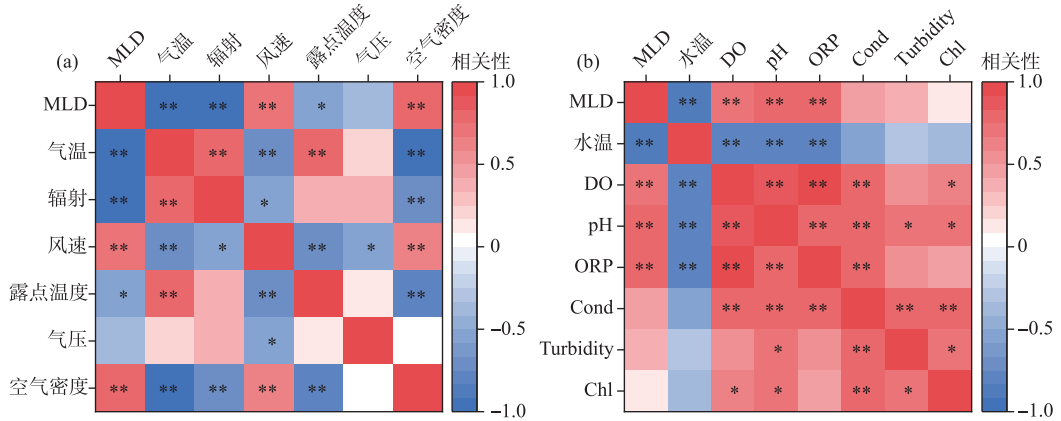 (a)
MLD
气温
辐射
风速
露点温度
气压
空气密度
相关性
MLD ** ** ** * **
气温 ** ** ** ** **
辐射 ** ** * **
风速 ** ** * ** * **
露点温度 * ** ** **
气压 *
空气密度 ** ** ** ** **
1.0
0.5
0
−0.5
−1.0
(b)
MLD
水温
DO
pH
ORP
Cond
Turbidity
Chl
相关性
MLD ** ** ** **
水温 ** ** ** **
DO ** ** ** ** ** *
pH ** ** ** ** ** * *
ORP ** ** ** ** **
Cond ** ** ** ** **
Turbidity * ** *
Chl * * ** *
1.0
0.5
0
−0.5
−1.0